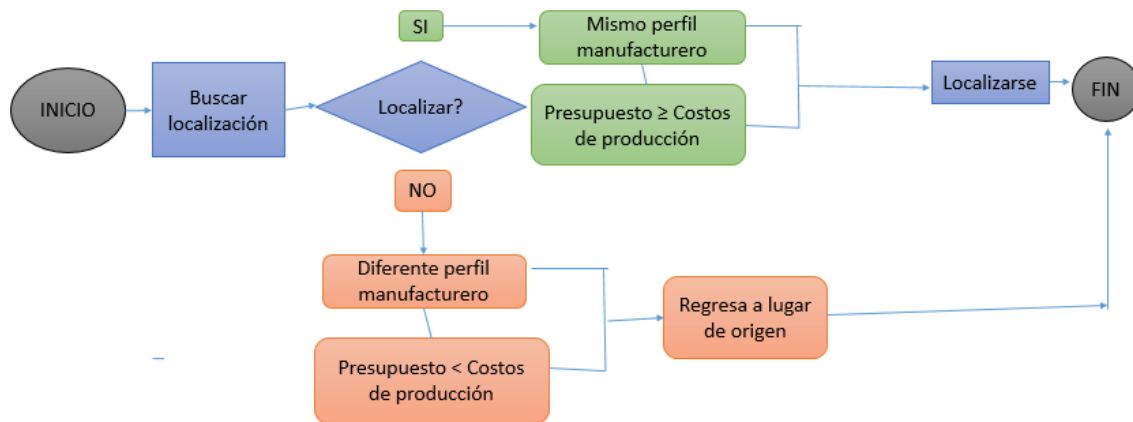 INICIO
Buscar
localización
Localizar?
SI
Mismo perfil
manufacturero
Presupuesto ≥ Costos
de producción
Localizarse
FIN
NO
Diferente perfil
manufacturero
Presupuesto < Costos
de producción
Regresa a lugar
de origen